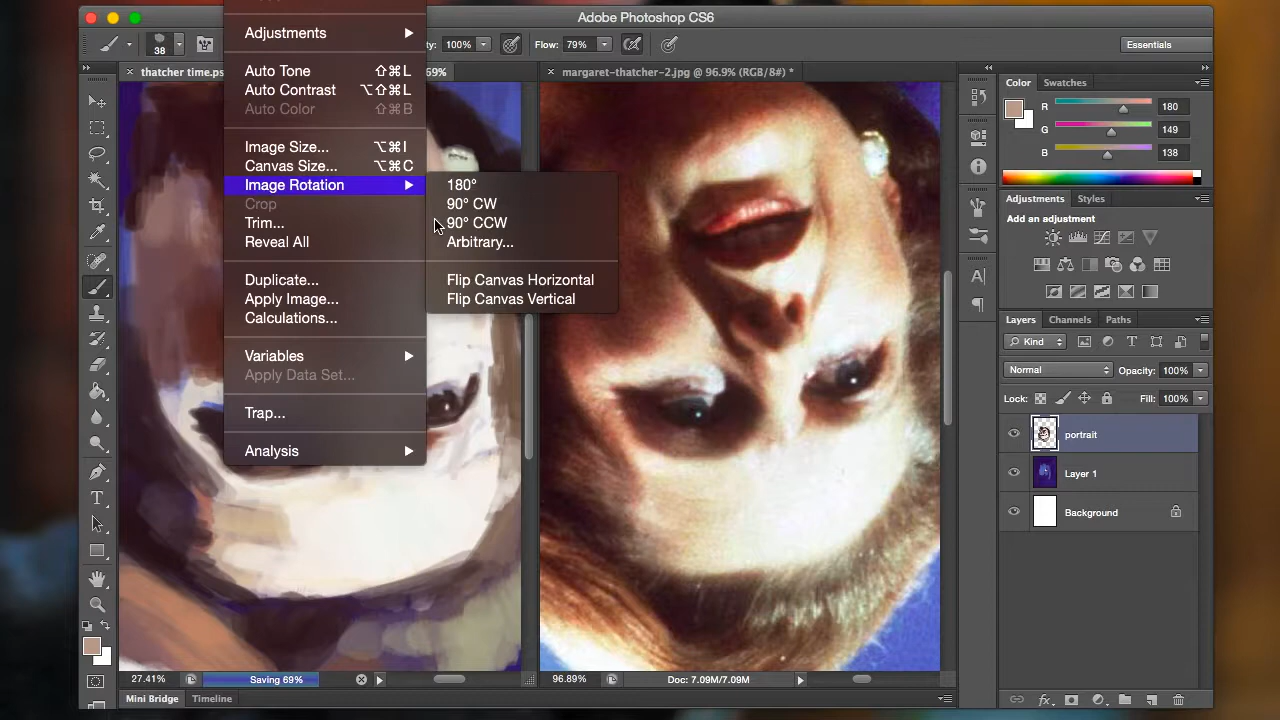 Adobe Photoshop CS6
38
100%
Flow: 79%
Essentials
thatcher time.ps
69%
margaret-thatcher-2.jpg @ 96.9% (RGB/8#) *
Adjustments
Auto Tone ⇧⌘L
Auto Contrast ⌥⇧⌘L
Auto Color ⇧⌘B
Image Size... ⌥⌘I
Canvas Size... ⌥⌘C
Image Rotation
Crop
Trim...
Reveal All
Duplicate...
Apply Image...
Calculations...
Variables
Apply Data Set...
Trap...
Analysis
180°
90° CW
90° CCW
Arbitrary...
Flip Canvas Horizontal
Flip Canvas Vertical
Color Swatches
R 180
G 149
B 138
Adjustments Styles
Add an adjustment
Layers Channels Paths
Kind
Normal Opacity: 100%
Lock: Fill: 100%
portrait
Layer 1
Background
27.41% Saving 69%
96.89% Doc: 7.09M/7.09M
Mini Bridge Timeline